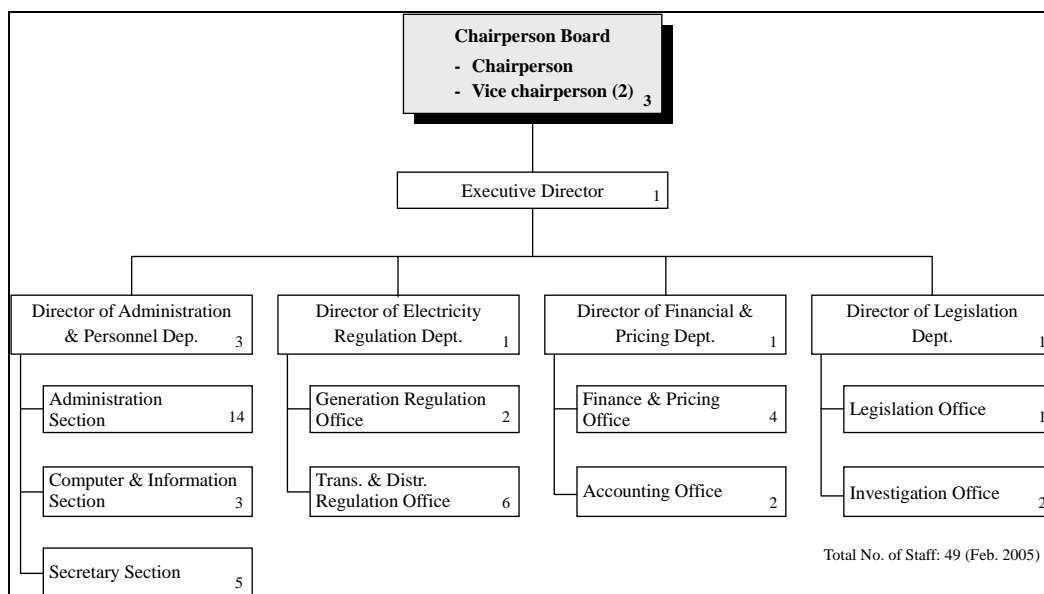 Chairperson Board
- Chairperson
- Vice chairperson (2)
3
Executive Director
1
Director of Administration
& Personnel Dep.
3
Director of Electricity
Regulation Dept.
1
Director of Financial &
Pricing Dept.
1
Director of Legislation
Dept.
1
Administration
Section
14
Generation Regulation
Office
2
Finance & Pricing
Office
4
Legislation Office
1
Computer & Information
Section
3
Trans. & Distr.
Regulation Office
6
Accounting Office
2
Investigation Office
2
Secretary Section
5
Total No. of Staff: 49 (Feb. 2005)